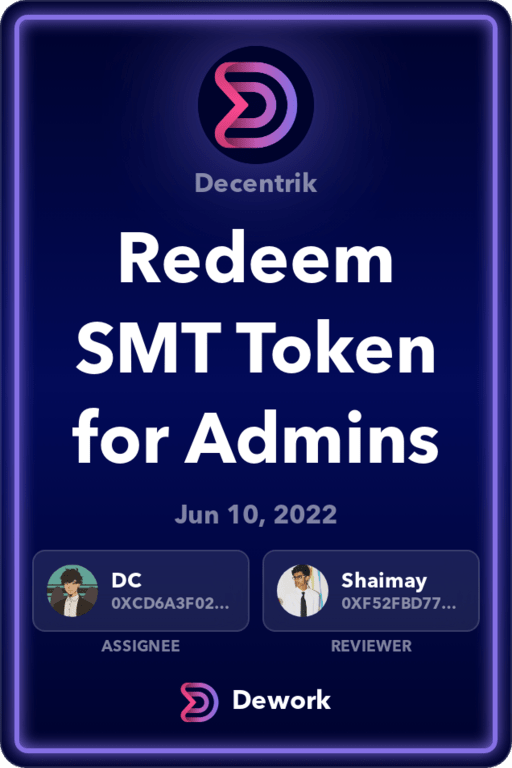 Decentrik
Redeem
SMT Token
for Admins
Jun 10, 2022
DC
0XCD6A3F02...
ASSIGNEE
Shaimay
0XF52FBD77...
REVIEWER
Dework